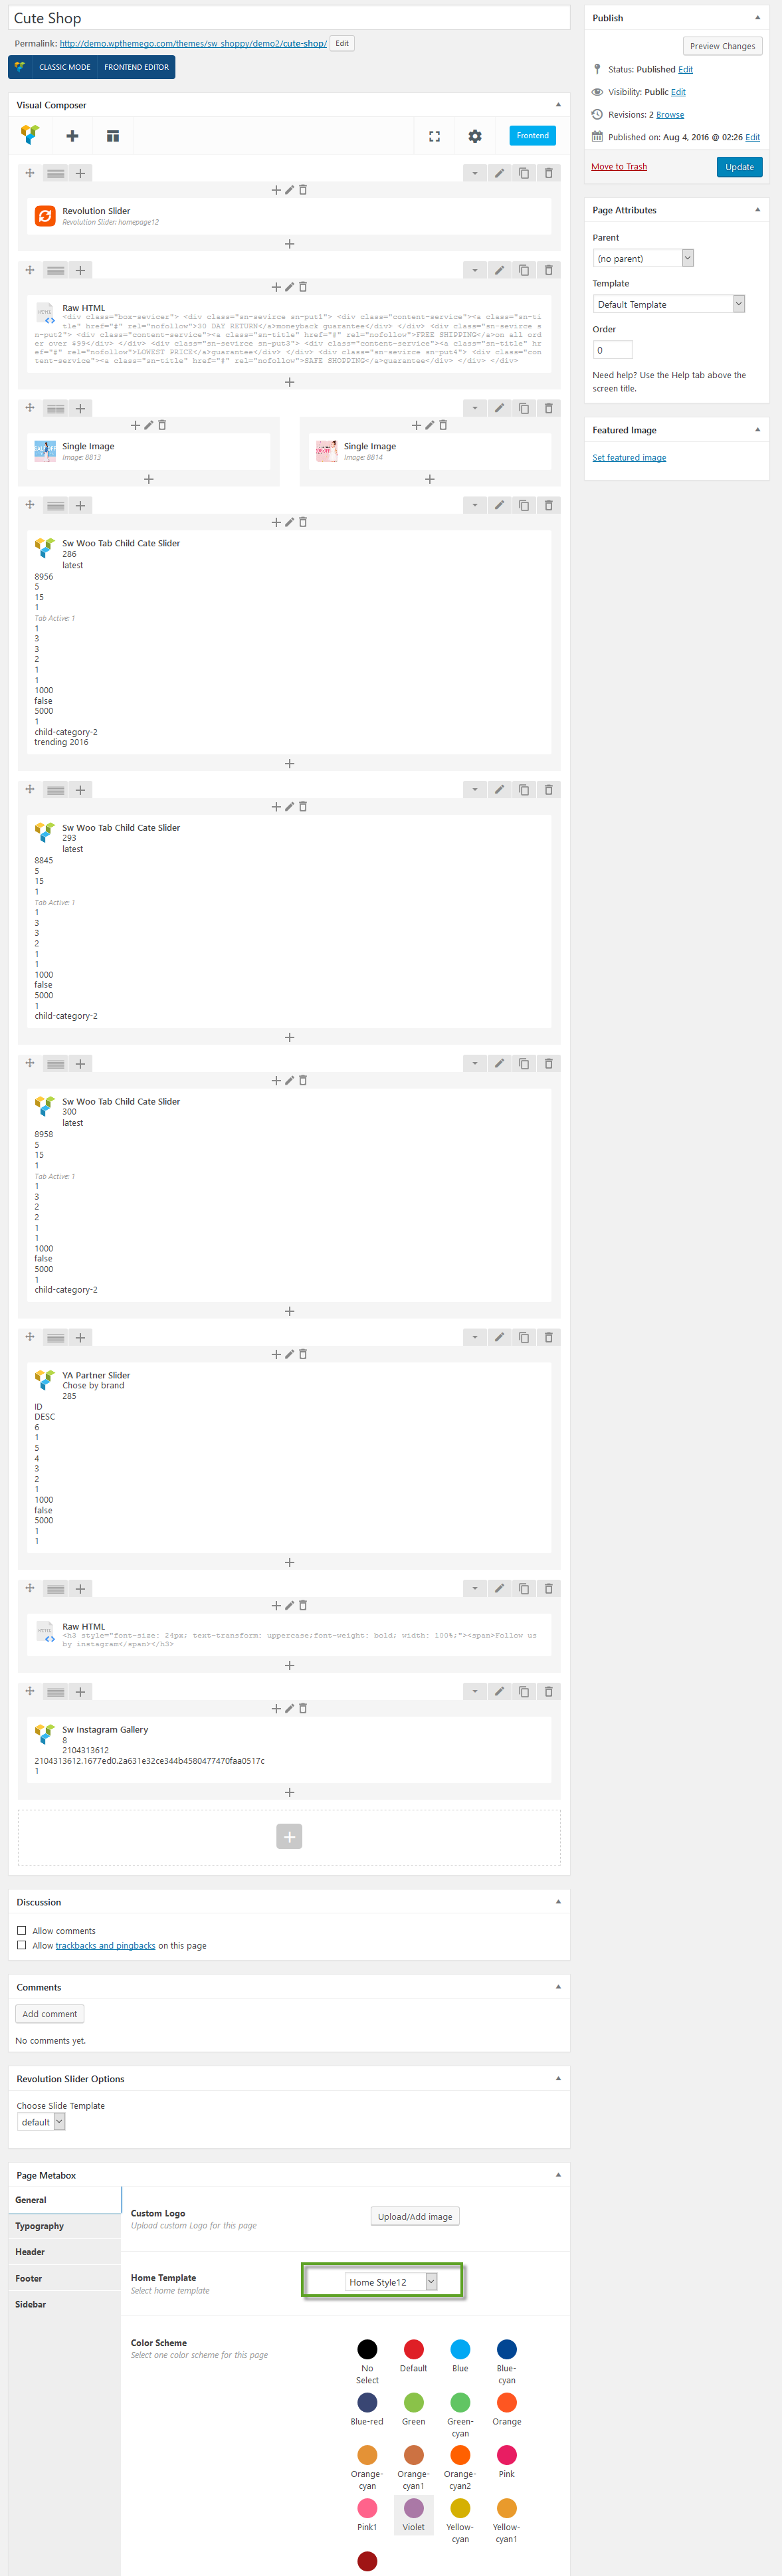 Cute Shop
Permalink: http://demo.wpthemego.com/themes/sw_shoppy/demo2/cute-shop/ Edit
CLASSIC MODE FRONTEND EDITOR
Visual Composer
Frontend
Revolution Slider
Revolution Slider: homepage12
Raw HTML
<div class="box-sevicer"> <div class="sn-sevirce sn-put1"> <div class="content-service"><a class="sn-ti
tle" href="$" rel="nofollow">30 DAY RETURN</a>moneyback guarantee</div> </div> <div class="sn-sevirce s
n-put2"> <div class="content-service"><a class="sn-title" href="$" rel="nofollow">FREE SHIPPING</a>on all ord
er over $99</div> </div> <div class="sn-sevirce sn-put3"> <div class="content-service"><a class="sn-title" hr
ef="$" rel="nofollow">LOWEST PRICE</a>guarantee</div> </div> <div class="sn-sevirce sn-put4"> <div class="con
tent-service"><a class="sn-title" href="$" rel="nofollow">SAFE SHOPPING</a>guarantee</div> </div> </div>
Single Image
Image: 8813
Single Image
Image: 8814
Sw Woo Tab Child Cate Slider
286
latest
8956
5
15
1
Tab Active: 1
1
3
3
2
1
1
1000
false
5000
1
child-category-2
trending 2016
Sw Woo Tab Child Cate Slider
293
latest
8845
5
15
1
Tab Active: 1
1
3
3
2
1
1
1000
false
5000
1
child-category-2
Sw Woo Tab Child Cate Slider
300
latest
8958
5
15
1
Tab Active: 1
1
3
2
2
1
1
1000
false
5000
1
child-category-2
YA Partner Slider
Chose by brand
285
ID
DESC
6
1
5
4
3
2
1
1000
false
5000
1
1
Raw HTML
<h3 style="font-size: 24px; text-transform; uppercase;font-weight: bold; width: 100%;"><span>Follow us
by instagram</span></h3>
Sw Instagram Gallery
8
2104313612
2104313612.1677ed0.2a631e32ce344b4580477470faa0517c
1
Discussion
Allow comments
Allow trackbacks and pingbacks on this page
Comments
Add comment
No comments yet.
Revolution Slider Options
Choose Slide Template
default
Page Metabox
General
Typography
Header
Footer
Sidebar
Custom Logo
Upload custom Logo for this page
Upload/Add image
Home Template
Select home template
Home Style12
Color Scheme
Select one color scheme for this page
No Select
Default
Blue
Blue-cyan
Blue-red
Green
Green-cyan
Orange
Orange-cyan
Orange-cyan1
Orange-cyan2
Pink
Pink1
Violet
Yellow-cyan
Yellow-cyan1
Publish
Preview Changes
Status: Published Edit
Visibility: Public Edit
Revisions: 2 Browse
Published on: Aug 4, 2016 @ 02:26 Edit
Move to Trash
Update
Page Attributes
Parent
(no parent)
Template
Default Template
Order
0
Need help? Use the Help tab above the
screen title.
Featured Image
Set featured image